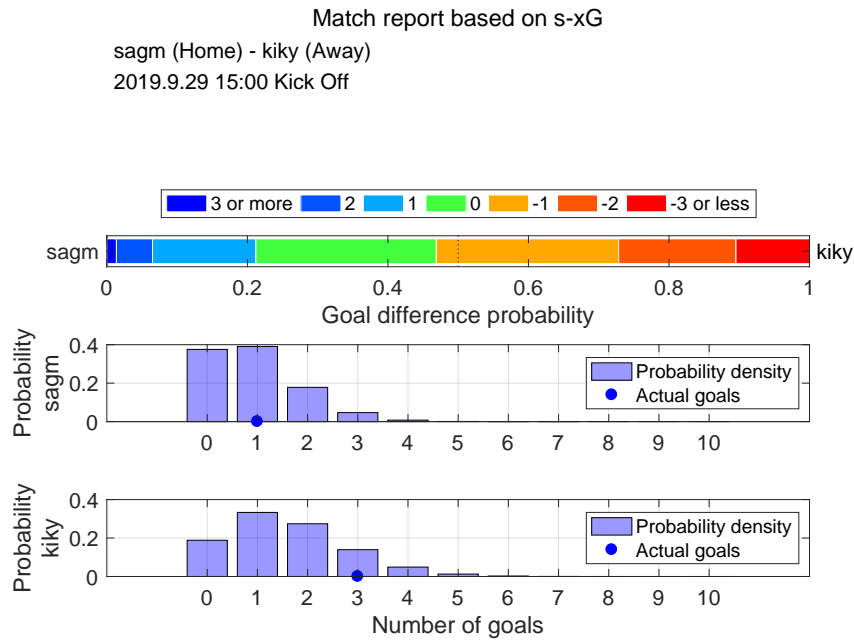 Match report based on s-xG
sagm (Home) - kiky (Away)
2019.9.29 15:00 Kick Off
3 or more 2 1 0 -1 -2 -3 or less
sagm kiky
0 0.2 0.4 0.6 0.8 1
Goal difference probability
Probability
sagm
0.4
0.2
0
Probability density
Actual goals
0 1 2 3 4 5 6 7 8 9 10
Probability
kiky
0.4
0.2
0
Probability density
Actual goals
0 1 2 3 4 5 6 7 8 9 10
Number of goals